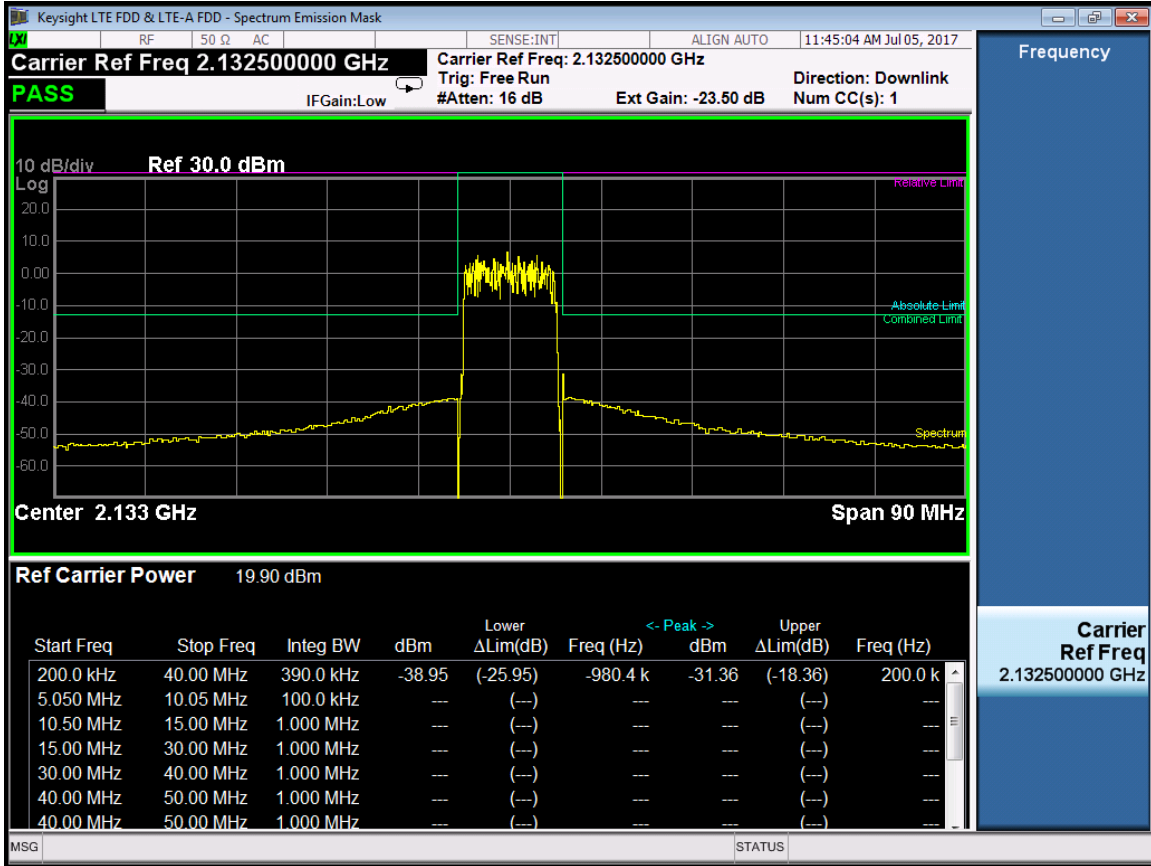 Keysight LTE FDD & LTE-A FDD - Spectrum Emission Mask
LXI RF 50 Ω AC SENSE:INT ALIGN AUTO 11:45:04 AM Jul 05, 2017
Carrier Ref Freq 2.132500000 GHz
Carrier Ref Freq: 2.132500000 GHz
Trig: Free Run Direction: Downlink
PASS IFGain:Low #Atten: 16 dB Ext Gain: -23.50 dB Num CC(s): 1
10 dB/div Ref 30.0 dBm
Log
Relative Limit
20.0
10.0
0.00
-10.0
Absolute Limit
Combined Limit
-20.0
-30.0
-40.0
-50.0
Spectrum
-60.0
Center 2.133 GHz Span 90 MHz
Ref Carrier Power 19.90 dBm
Lower <- Peak -> Upper
Start Freq Stop Freq Integ BW dBm ΔLim(dB) Freq (Hz) dBm ΔLim(dB) Freq (Hz)
200.0 kHz 40.00 MHz 390.0 kHz -38.95 (-25.95) -980.4 k -31.36 (-18.36) 200.0 k
5.050 MHz 10.05 MHz 100.0 kHz --- (---) --- --- (---) ---
10.50 MHz 15.00 MHz 1.000 MHz --- (---) --- --- (---) ---
15.00 MHz 30.00 MHz 1.000 MHz --- (---) --- --- (---) ---
30.00 MHz 40.00 MHz 1.000 MHz --- (---) --- --- (---) ---
40.00 MHz 50.00 MHz 1.000 MHz --- (---) --- --- (---) ---
40.00 MHz 50.00 MHz 1.000 MHz --- (---) --- --- (---) ---
MSG STATUS
Frequency
Carrier
Ref Freq
2.132500000 GHz